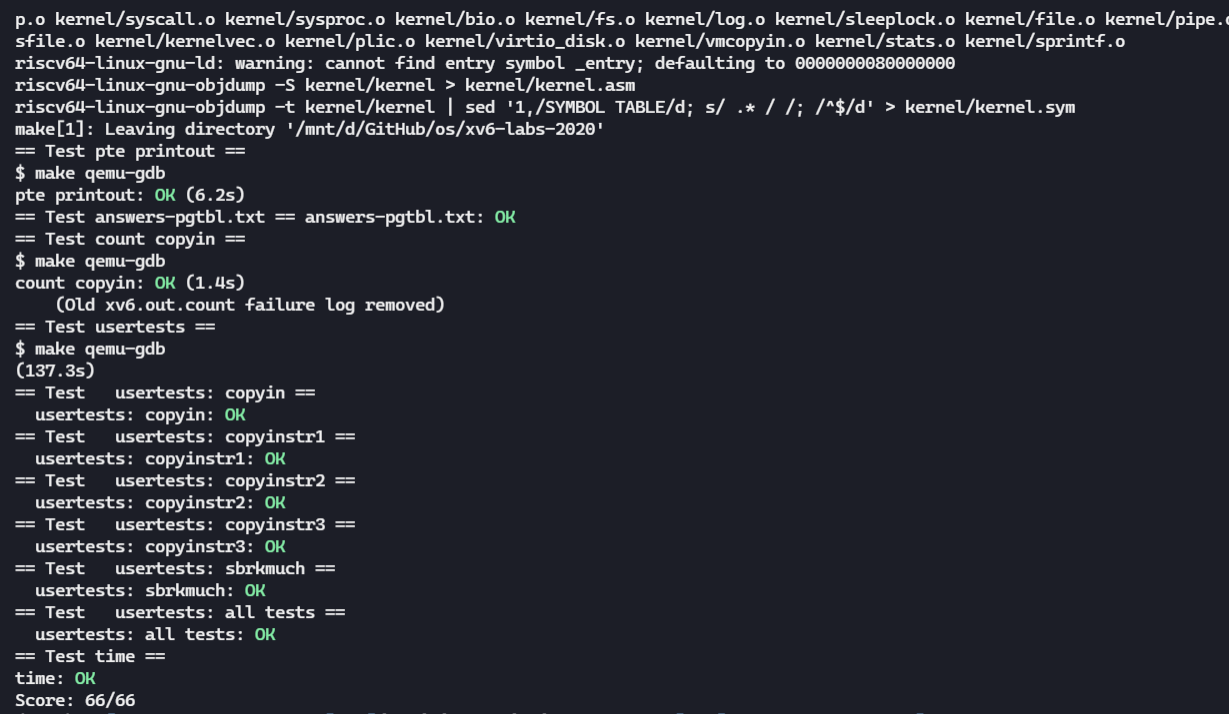 p.o kernel/syscall.o kernel/sysproc.o kernel/bio.o kernel/fs.o kernel/log.o kernel/sleeplock.o kernel/file.o kernel/pipe.
sfile.o kernel/kernelvec.o kernel/plic.o kernel/virtio_disk.o kernel/vmcopyin.o kernel/stats.o kernel/sprintf.o
riscv64-linux-gnu-ld: warning: cannot find entry symbol _entry; defaulting to 0000000080000000
riscv64-linux-gnu-objdump -S kernel/kernel > kernel/kernel.asm
riscv64-linux-gnu-objdump -t kernel/kernel | sed '1,/SYMBOL TABLE/d; s/ .* / /; /^$/d' > kernel/kernel.sym
make[1]: Leaving directory '/mnt/d/GitHub/os/xv6-labs-2020'
== Test pte printout ==
$ make qemu-gdb
pte printout: OK (6.2s)
== Test answers-pgtbl.txt == answers-pgtbl.txt: OK
== Test count copyin ==
$ make qemu-gdb
count copyin: OK (1.4s)
    (Old xv6.out.count failure log removed)
== Test usertests ==
$ make qemu-gdb
(137.3s)
== Test   usertests: copyin ==
  usertests: copyin: OK
== Test   usertests: copyinstr1 ==
  usertests: copyinstr1: OK
== Test   usertests: copyinstr2 ==
  usertests: copyinstr2: OK
== Test   usertests: copyinstr3 ==
  usertests: copyinstr3: OK
== Test   usertests: sbrkmuch ==
  usertests: sbrkmuch: OK
== Test   usertests: all tests ==
  usertests: all tests: OK
== Test time ==
time: OK
Score: 66/66